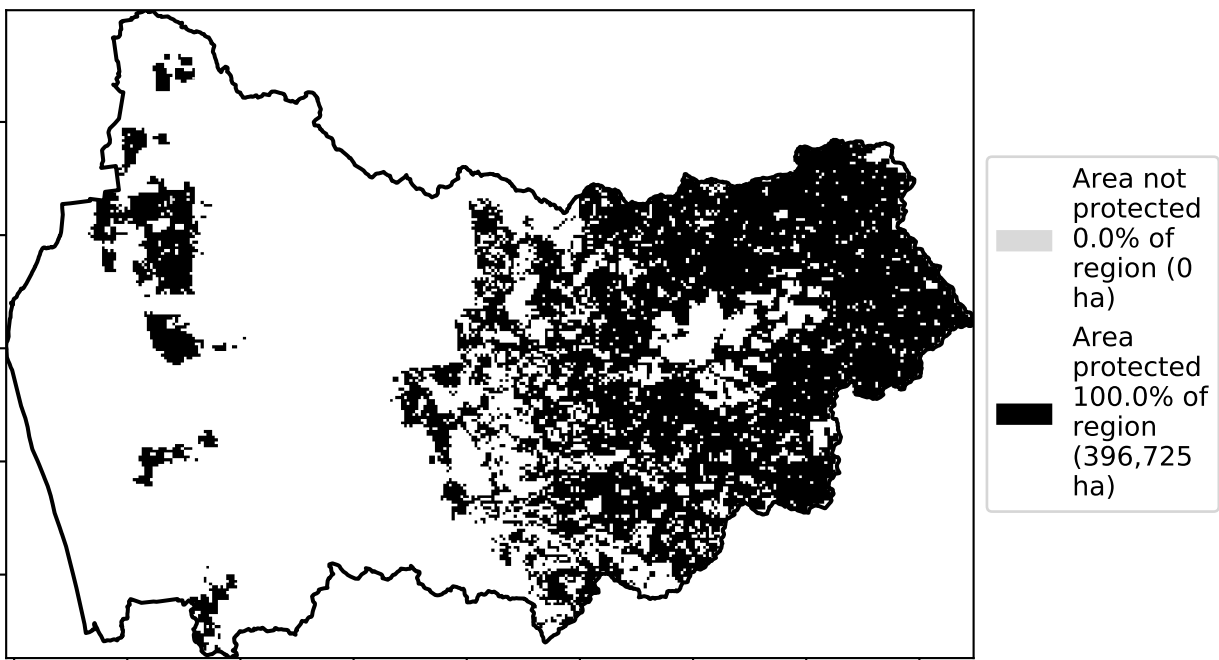 Area not
protected
0.0% of
region (0
ha)
Area
protected
100.0% of
region
(396,725
ha)